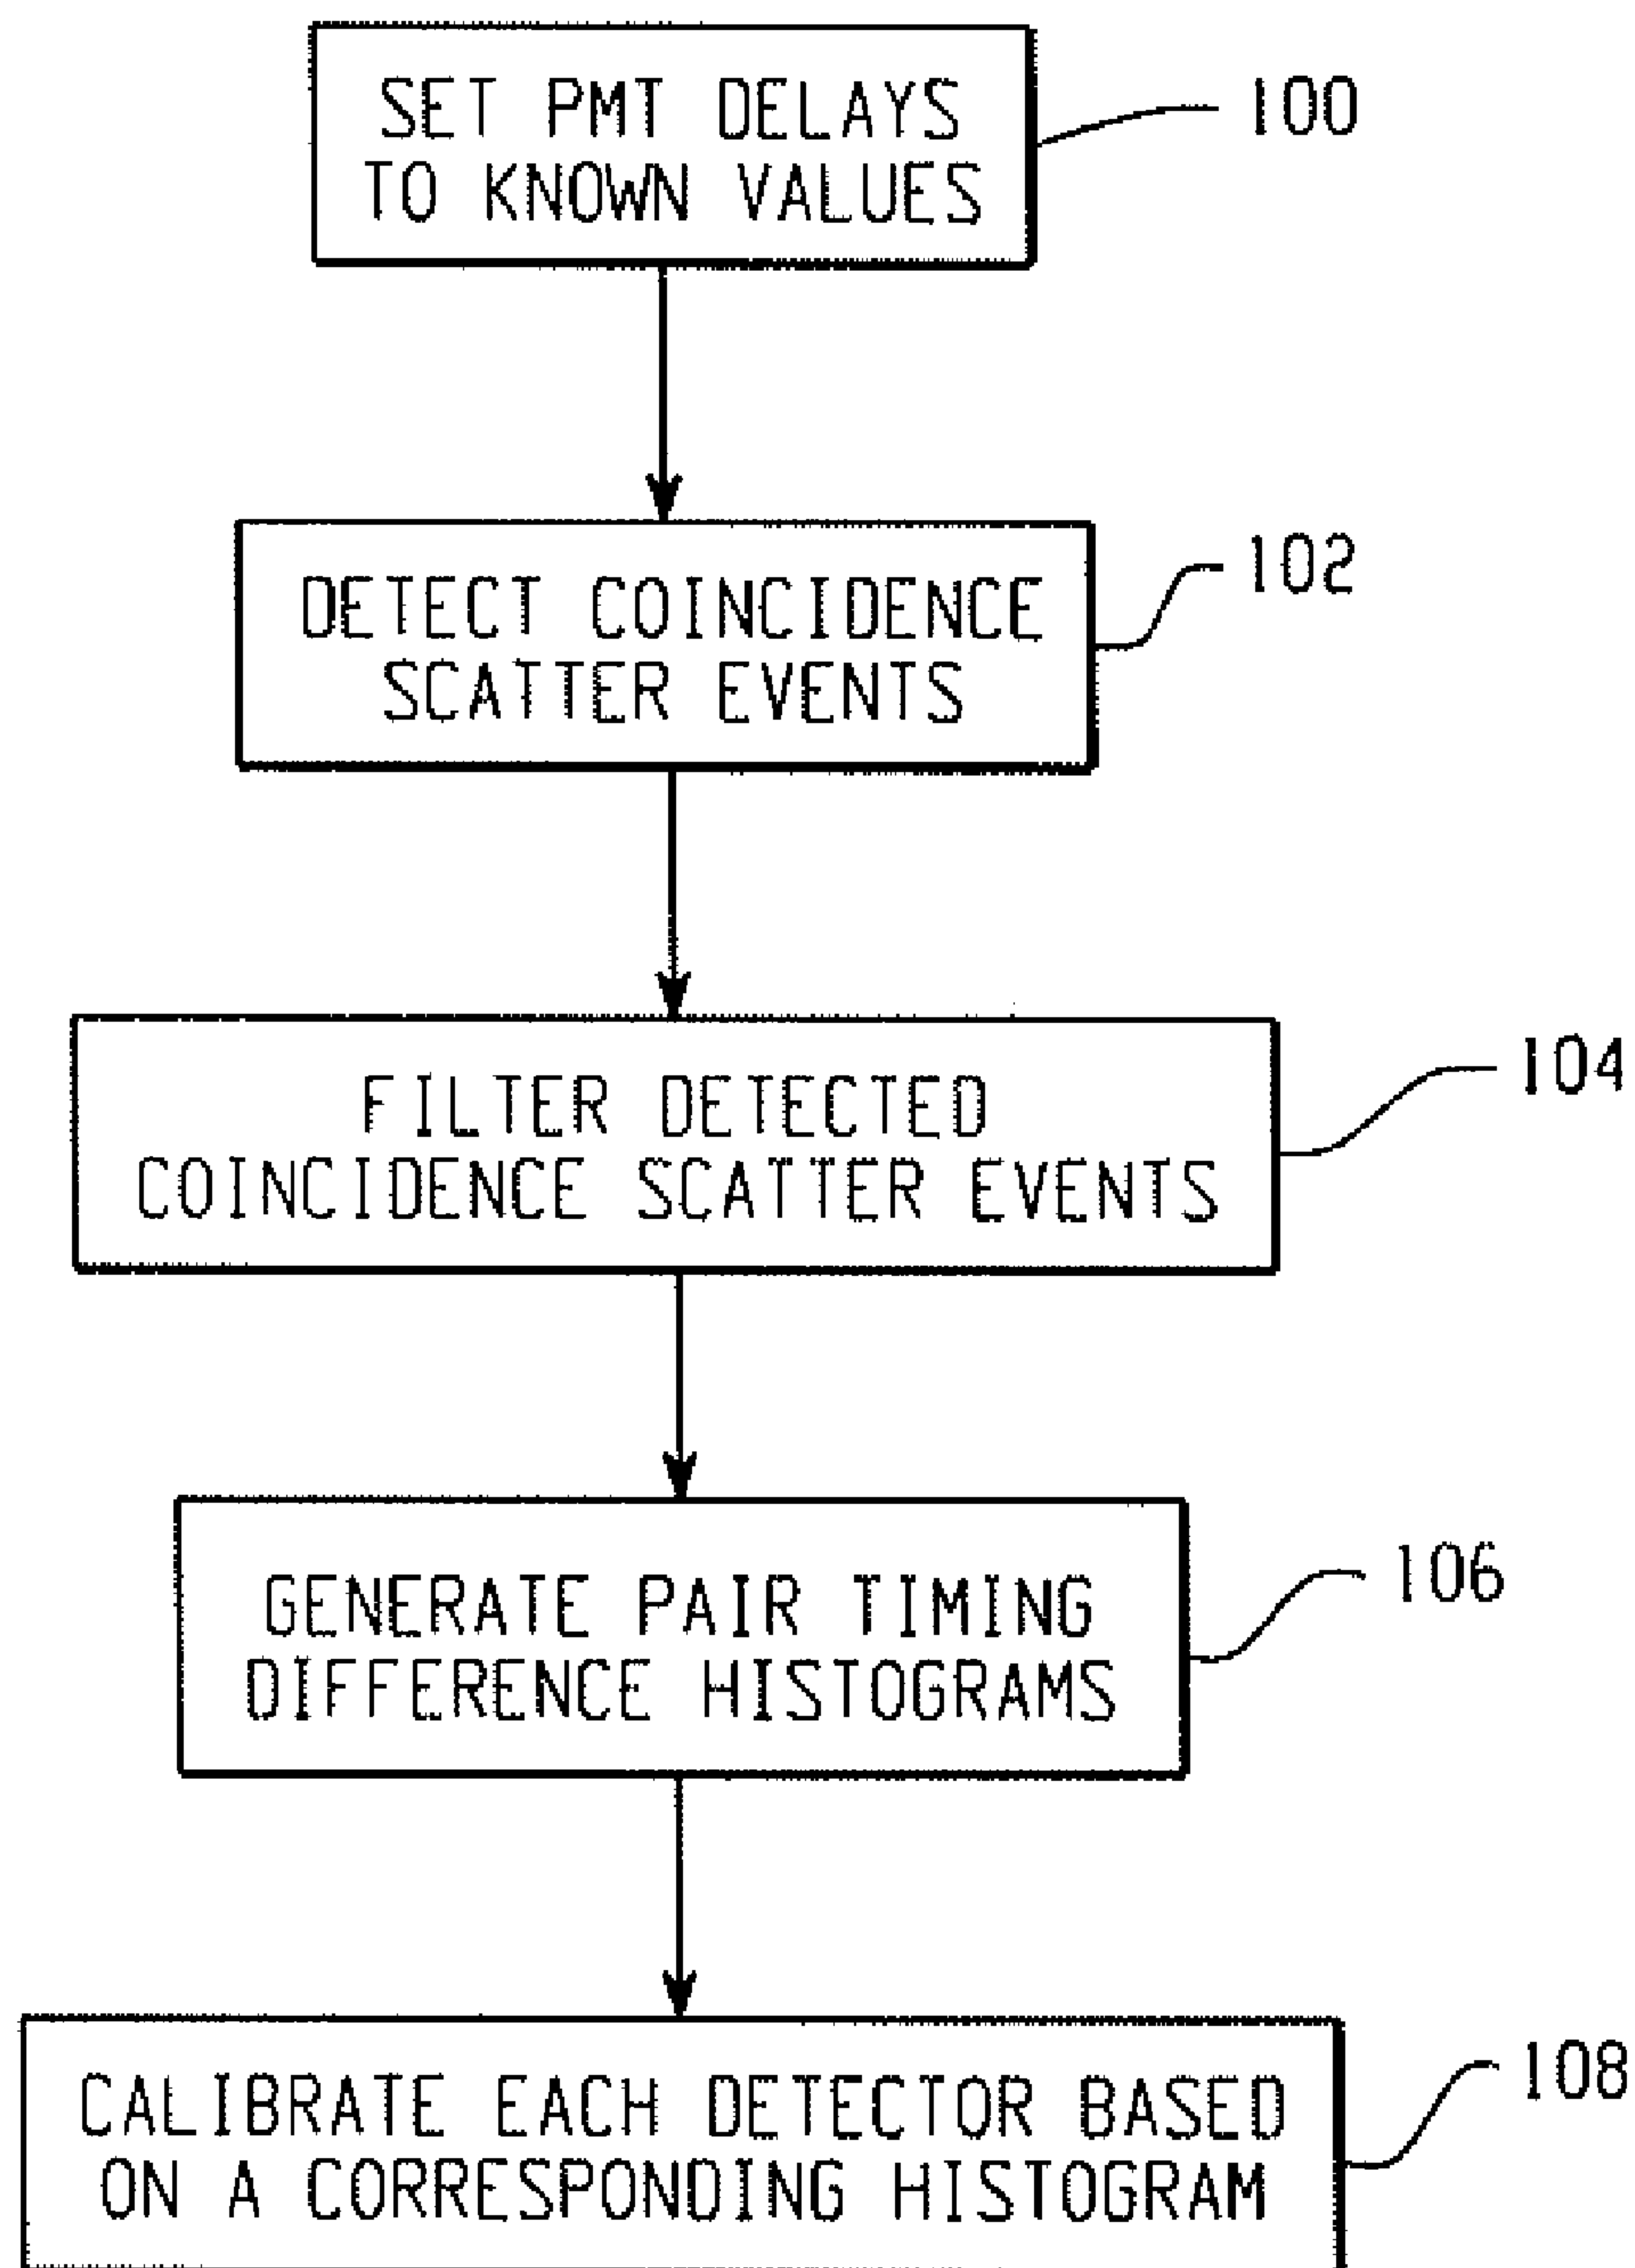 SET PMT DELAYS
TO KNOWN VALUES
100
DETECT COINCIDENCE
SCATTER EVENTS
102
FILTER DETECTED
COINCIDENCE SCATTER EVENTS
104
GENERATE PAIR TIMING
DIFFERENCE HISTOGRAMS
106
CALIBRATE EACH DETECTOR BASED
ON A CORRESPONDING HISTOGRAM
108